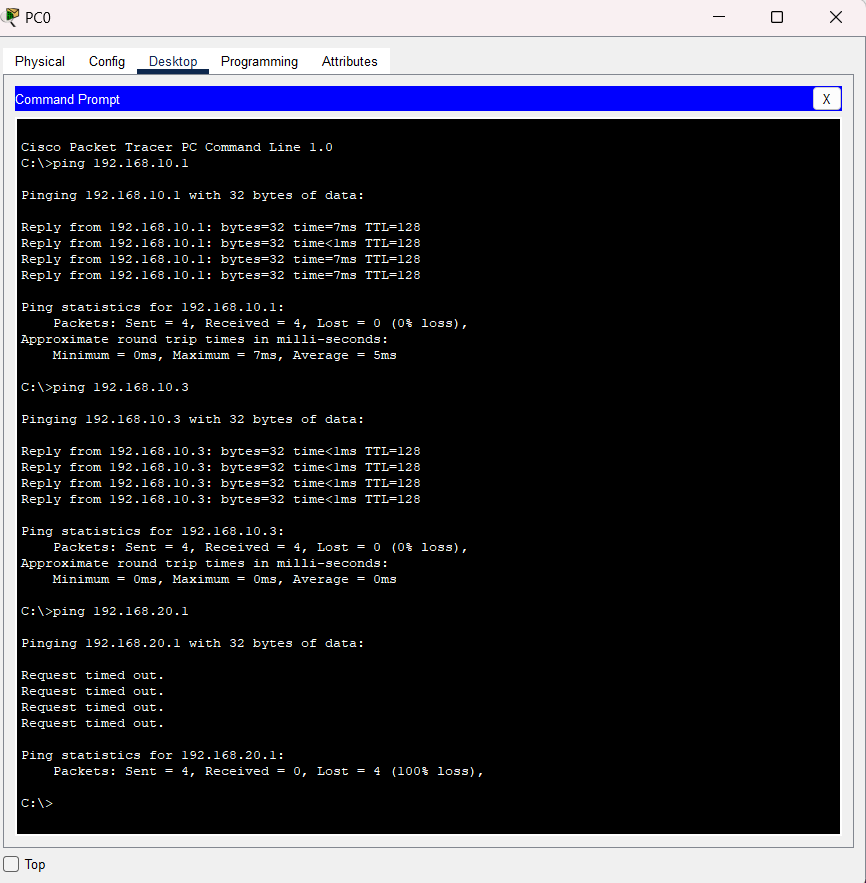 PC0
Physical Config Desktop Programming Attributes
Command Prompt X
Cisco Packet Tracer PC Command Line 1.0
C:\>ping 192.168.10.1
Pinging 192.168.10.1 with 32 bytes of data:
Reply from 192.168.10.1: bytes=32 time=7ms TTL=128
Reply from 192.168.10.1: bytes=32 time<1ms TTL=128
Reply from 192.168.10.1: bytes=32 time=7ms TTL=128
Reply from 192.168.10.1: bytes=32 time=7ms TTL=128
Ping statistics for 192.168.10.1:
    Packets: Sent = 4, Received = 4, Lost = 0 (0% loss),
Approximate round trip times in milli-seconds:
    Minimum = 0ms, Maximum = 7ms, Average = 5ms
C:\>ping 192.168.10.3
Pinging 192.168.10.3 with 32 bytes of data:
Reply from 192.168.10.3: bytes=32 time<1ms TTL=128
Reply from 192.168.10.3: bytes=32 time<1ms TTL=128
Reply from 192.168.10.3: bytes=32 time<1ms TTL=128
Reply from 192.168.10.3: bytes=32 time<1ms TTL=128
Ping statistics for 192.168.10.3:
    Packets: Sent = 4, Received = 4, Lost = 0 (0% loss),
Approximate round trip times in milli-seconds:
    Minimum = 0ms, Maximum = 0ms, Average = 0ms
C:\>ping 192.168.20.1
Pinging 192.168.20.1 with 32 bytes of data:
Request timed out.
Request timed out.
Request timed out.
Request timed out.
Ping statistics for 192.168.20.1:
    Packets: Sent = 4, Received = 0, Lost = 4 (100% loss),
C:\>
Top